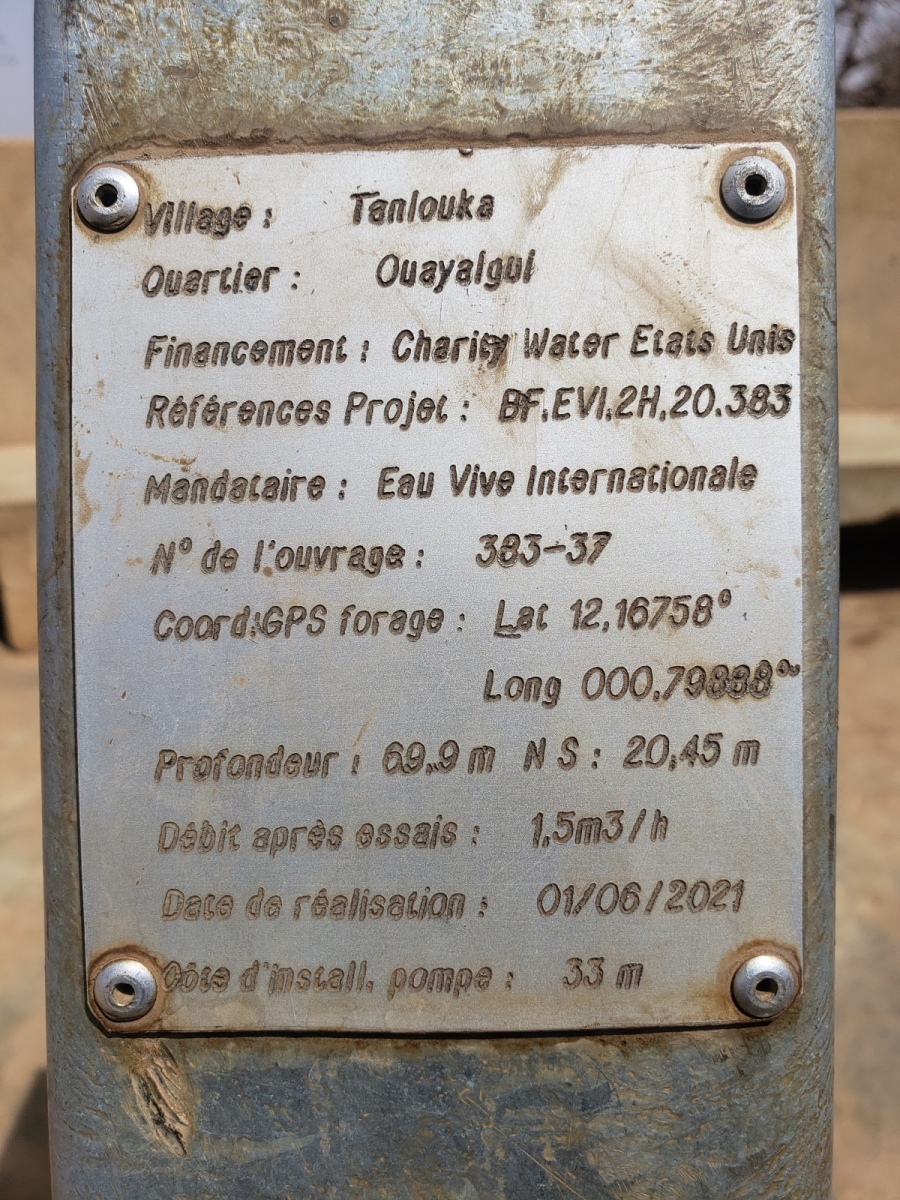 Village : Tanlouka
Quartier : Ouayalgui
Financement : Charity Water Etats Unis
Références Projet : BF.EVI.2H.20.383
Mandataire : Eau Vive Internationale
N° de l'ouvrage : 383-37
Coord:GPS forage : Lat 12,16758°
Long 000,79888°
Profondeur : 69,9 m N S : 20,45 m
Débit après essais : 1,5m3/h
Date de réalisation : 01/06/2021
Côte d'install. pompe : 33 m